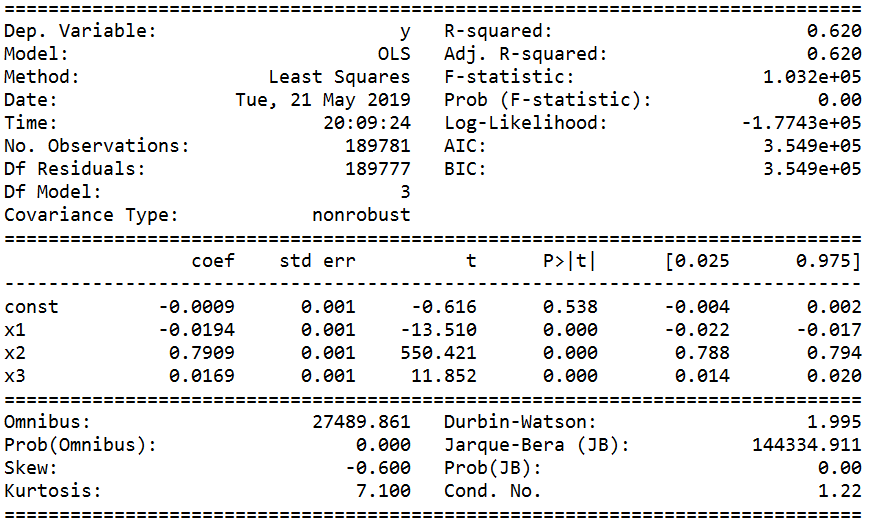 ==============================================================================
Dep. Variable:                      y   R-squared:                       0.620
Model:                            OLS   Adj. R-squared:                  0.620
Method:                 Least Squares   F-statistic:                 1.032e+05
Date:                Tue, 21 May 2019   Prob (F-statistic):               0.00
Time:                        20:09:24   Log-Likelihood:            -1.7743e+05
No. Observations:              189781   AIC:                         3.549e+05
Df Residuals:                  189777   BIC:                         3.549e+05
Df Model:                           3
Covariance Type:            nonrobust
==============================================================================
                 coef    std err          t      P>|t|      [0.025      0.975]
------------------------------------------------------------------------------
const         -0.0009      0.001     -0.616      0.538      -0.004       0.002
x1            -0.0194      0.001    -13.510      0.000      -0.022      -0.017
x2             0.7909      0.001    550.421      0.000       0.788       0.794
x3             0.0169      0.001     11.852      0.000       0.014       0.020
==============================================================================
Omnibus:                    27489.861   Durbin-Watson:                   1.995
Prob(Omnibus):                  0.000   Jarque-Bera (JB):           144334.911
Skew:                          -0.600   Prob(JB):                         0.00
Kurtosis:                       7.100   Cond. No.                         1.22
==============================================================================